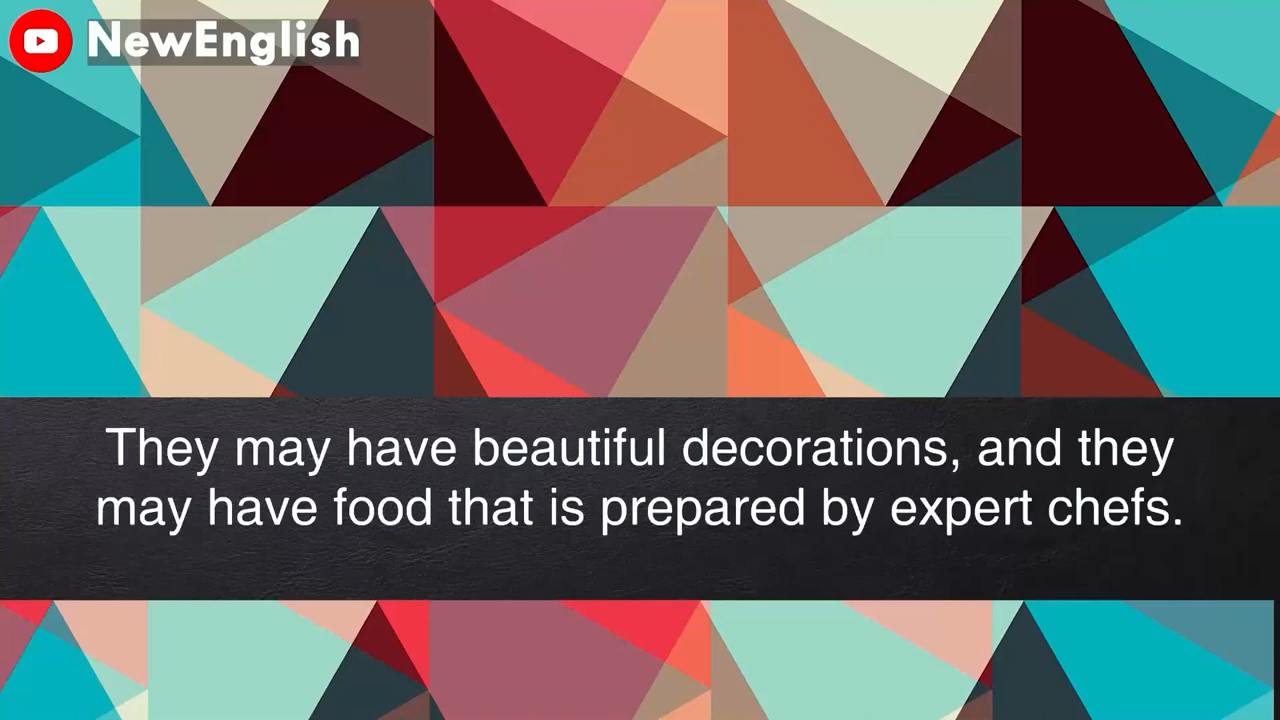 NewEnglish
They may have beautiful decorations, and they
may have food that is prepared by expert chefs.